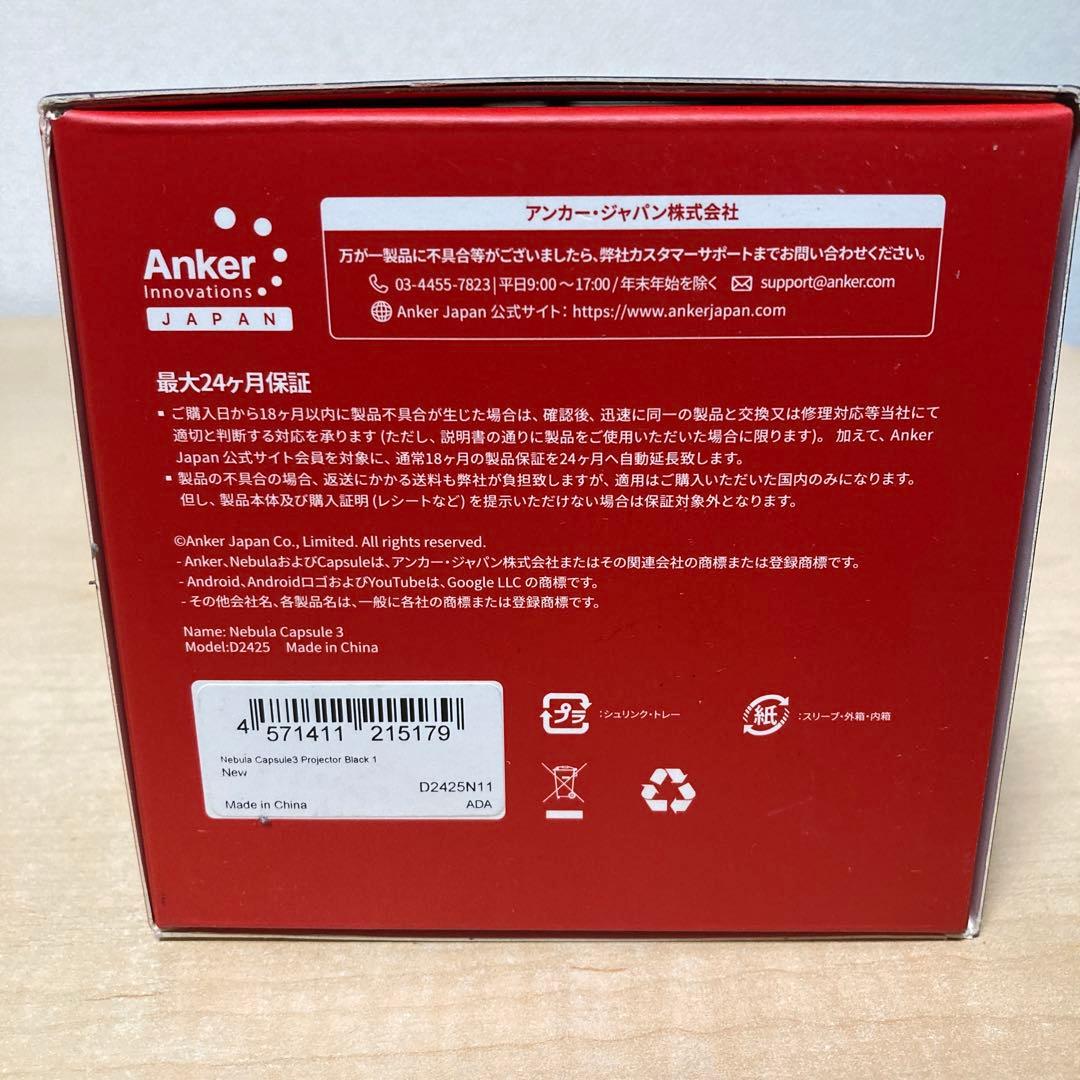 Anker
Innovations
JAPAN
アンカー・ジャパン株式会社
万が一製品に不具合等がございましたら、弊社カスタマーサポートまでお問い合わせください。
03-4455-7823|平日9:00〜17:00/年末年始を除く support@anker.com
Anker Japan 公式サイト：https://www.ankerjapan.com
最大24ヶ月保証
▪ ご購入日から18ヶ月以内に製品不具合が生じた場合は、確認後、迅速に同一の製品と交換又は修理対応等当社にて
適切と判断する対応を承ります (ただし、説明書の通りに製品をご使用いただいた場合に限ります)。 加えて、Anker
Japan 公式サイト会員を対象に、通常18ヶ月の製品保証を24ヶ月へ自動延長致します。
▪ 製品の不具合の場合、返送にかかる送料も弊社が負担致しますが、適用はご購入いただいた国内のみになります。
但し、製品本体及び購入証明 (レシートなど) を提示いただけない場合は保証対象外となります。
©Anker Japan Co., Limited. All rights reserved.
- Anker、NebulaおよびCapsuleは、アンカー・ジャパン株式会社またはその関連会社の商標または登録商標です。
- Android、AndroidロゴおよびYouTubeは、Google LLC の商標です。
- その他会社名、各製品名は、一般に各社の商標または登録商標です。
Name: Nebula Capsule 3
Model:D2425 Made in China
4 571411 215179
Nebula Capsule3 Projector Black 1
New
D2425N11
Made in China ADA
プラ ：シュリンク・トレー
紙 ：スリーブ・外箱・内箱